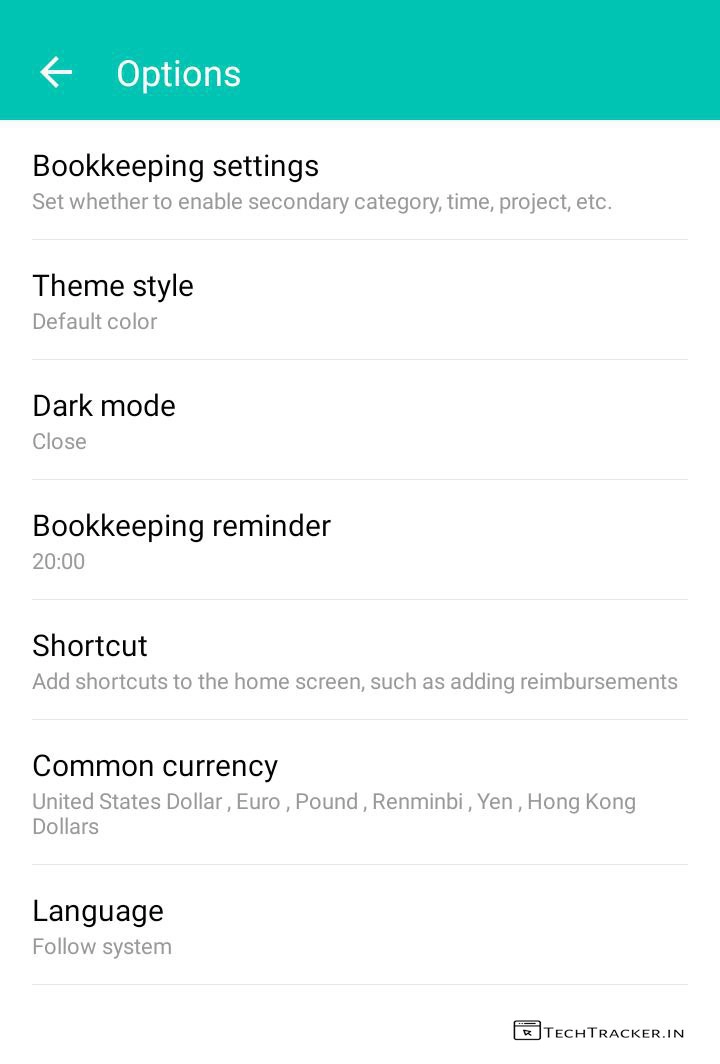 Options
Bookkeeping settings
Set whether to enable secondary category, time, project, etc.
Theme style
Default color
Dark mode
Close
Bookkeeping reminder
20:00
Shortcut
Add shortcuts to the home screen, such as adding reimbursements
Common currency
United States Dollar , Euro , Pound , Renminbi , Yen , Hong Kong
Dollars
Language
Follow system
TECHTRACKER.IN